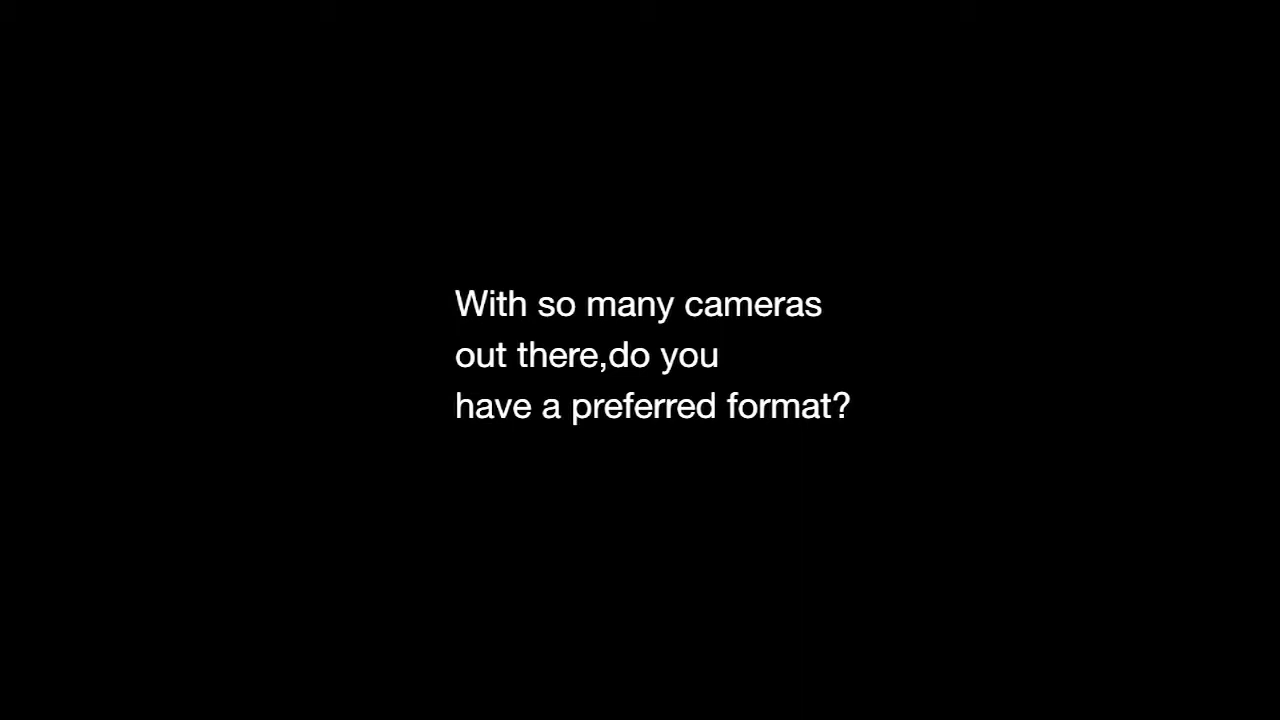 With so many cameras
out there,do you
have a preferred format?